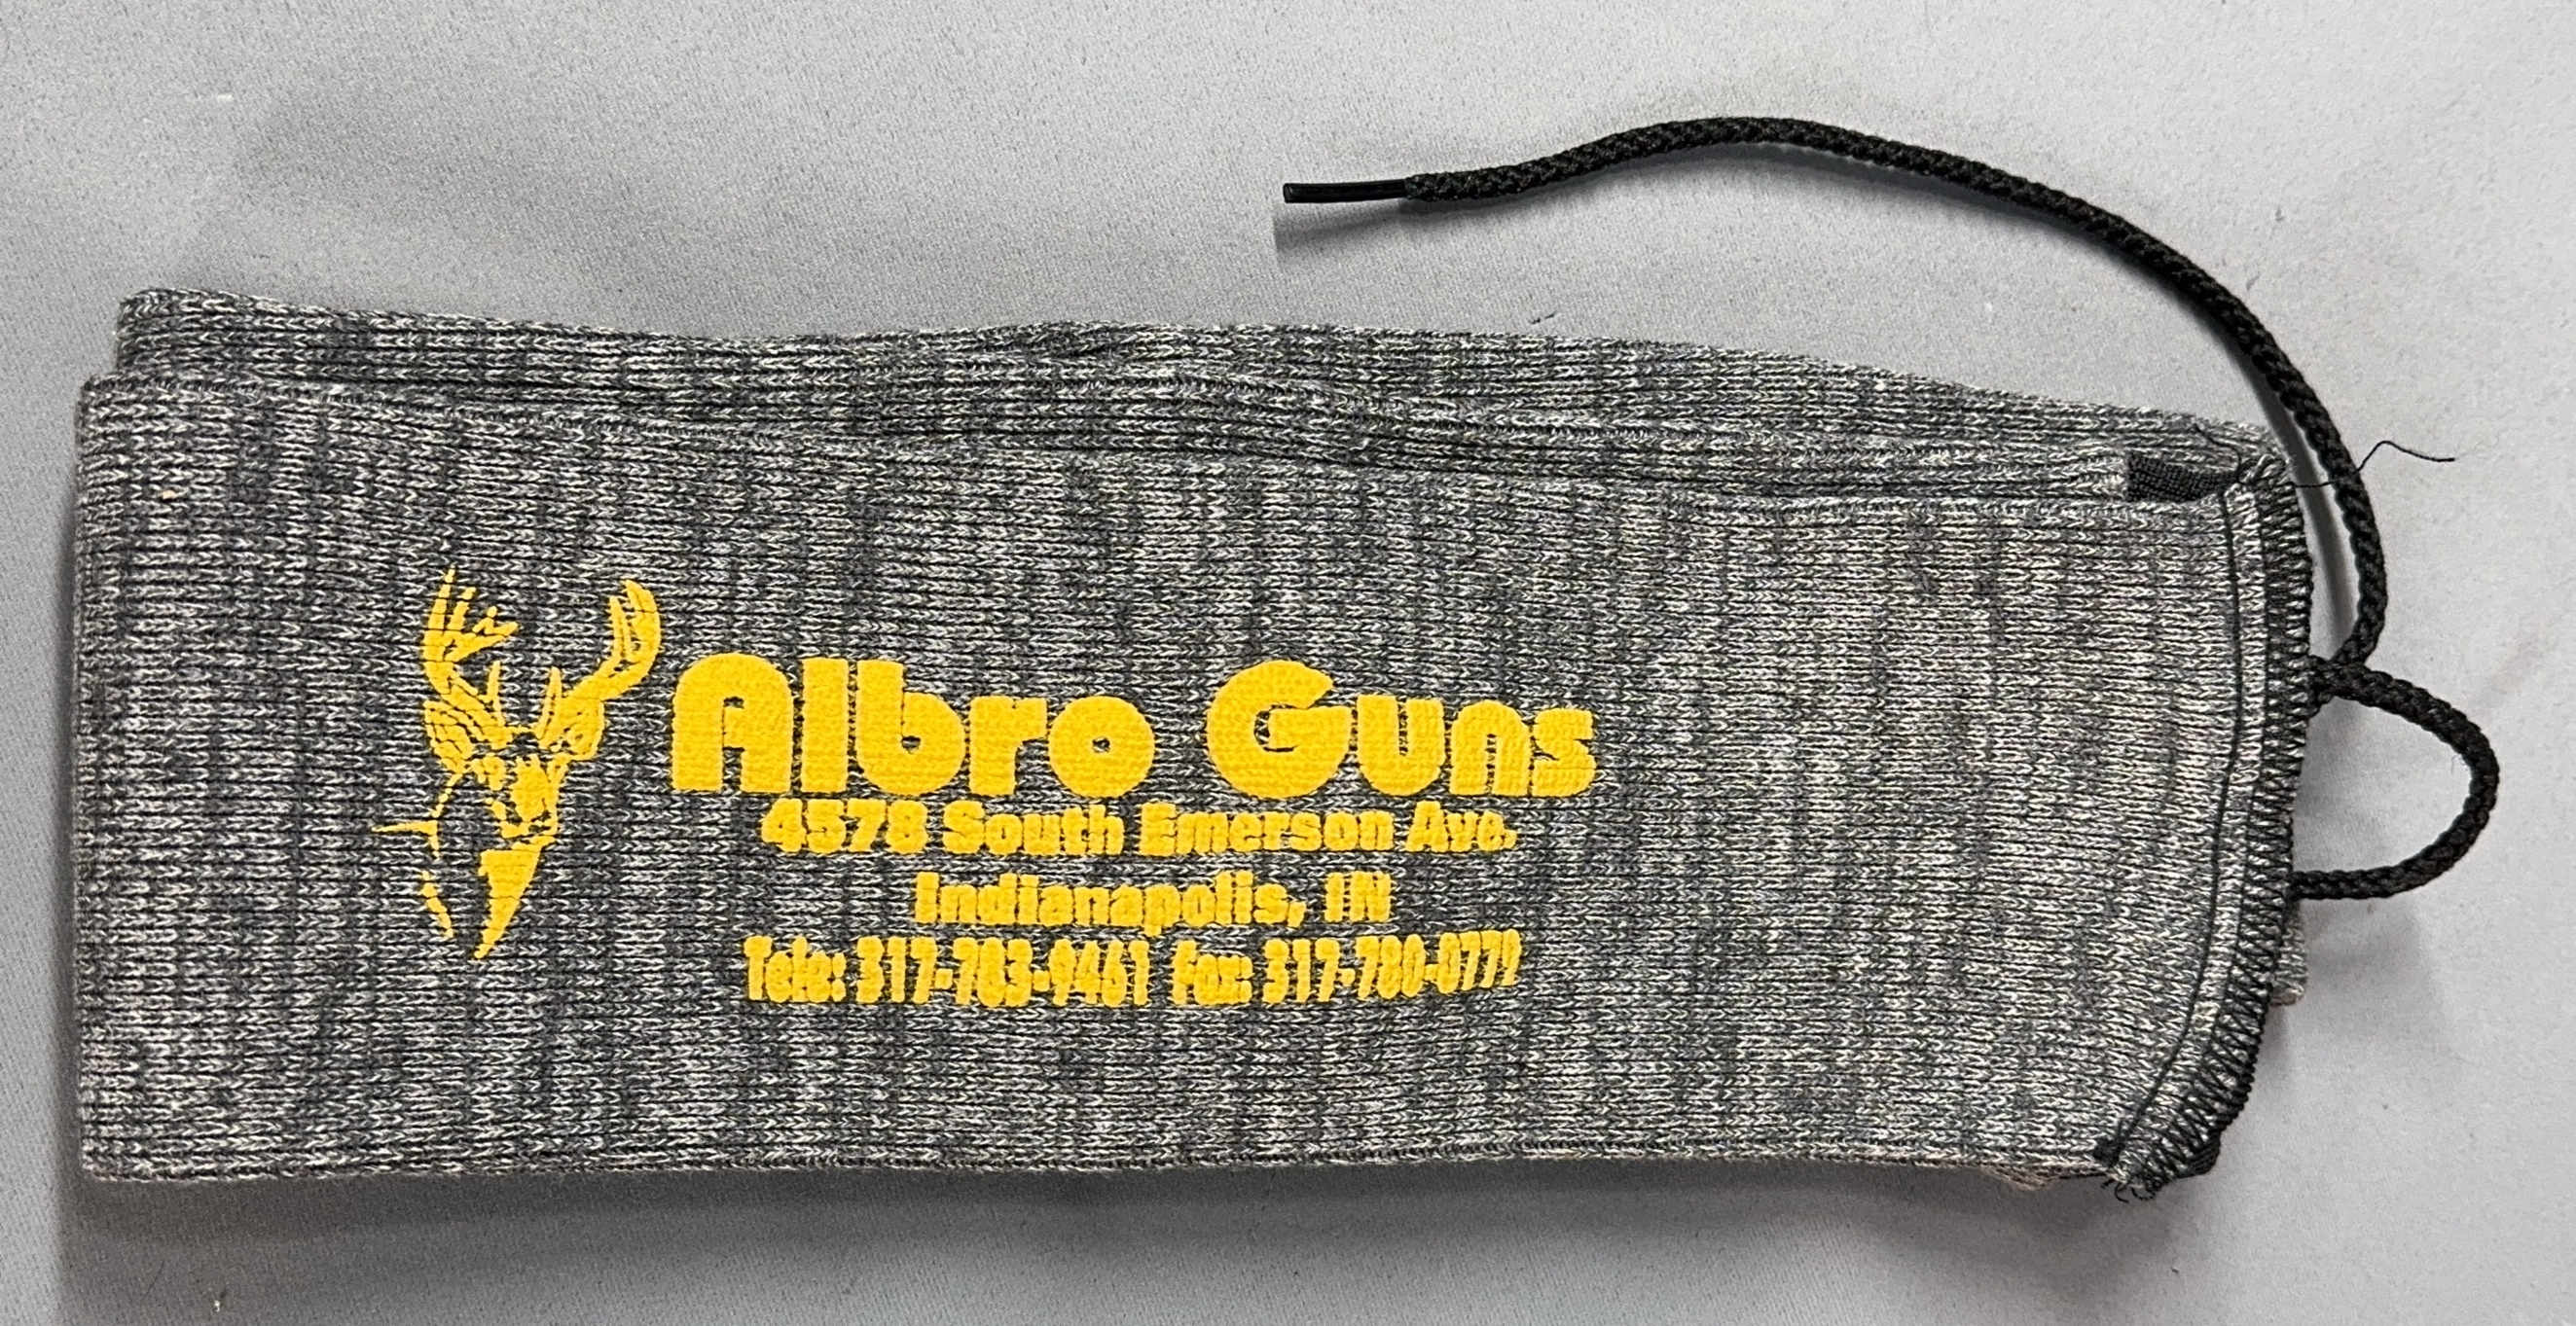 Albro Guns
4578 South Emerson Ave.
Indianapolis, IN
Tele: 317-783-9461 Fax: 317-780-0772